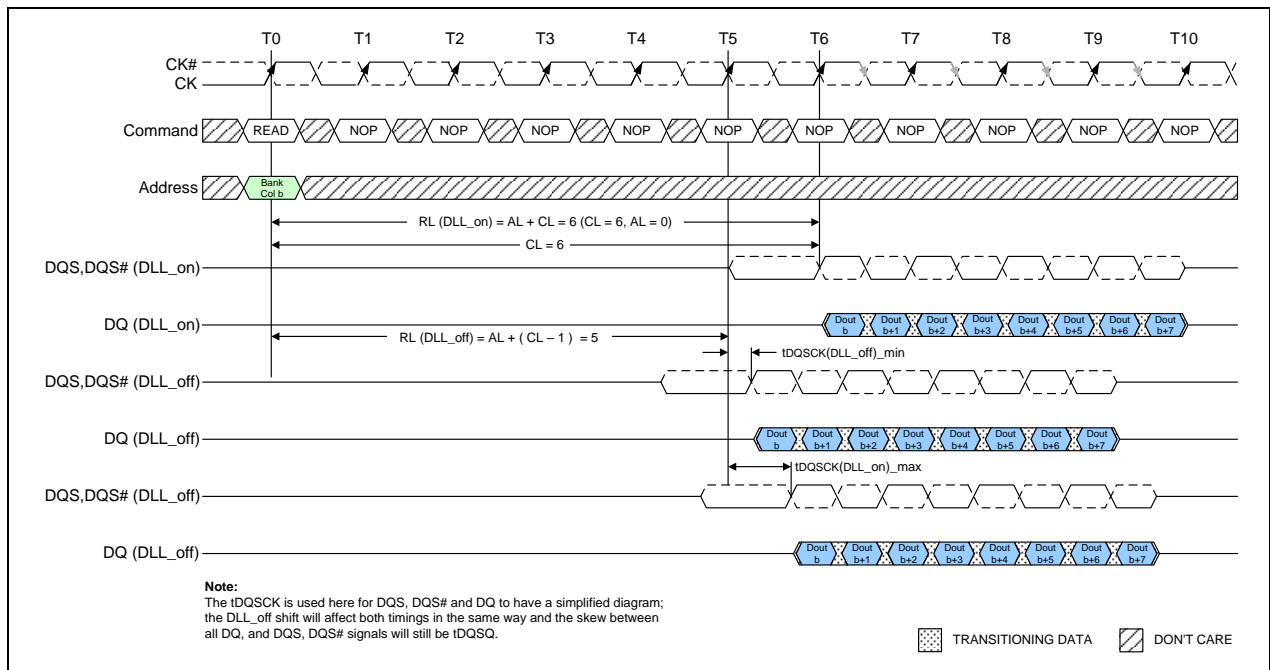 T0 T1 T2 T3 T4 T5 T6 T7 T8 T9 T10
CK#
CK
Command READ NOP NOP NOP NOP NOP NOP NOP NOP NOP NOP
Address Bank
Col b
RL (DLL_on) = AL + CL = 6 (CL = 6, AL = 0)
CL = 6
DQS,DQS# (DLL_on)
DQ (DLL_on) Dout Dout Dout Dout Dout Dout Dout Dout
b b+1 b+2 b+3 b+4 b+5 b+6 b+7
RL (DLL_off) = AL + ( CL – 1 ) = 5
tDQSCK(DLL_off)_min
DQS,DQS# (DLL_off)
DQ (DLL_off) Dout Dout Dout Dout Dout Dout Dout Dout
b b+1 b+2 b+3 b+4 b+5 b+6 b+7
tDQSCK(DLL_on)_max
DQS,DQS# (DLL_off)
DQ (DLL_off) Dout Dout Dout Dout Dout Dout Dout Dout
b b+1 b+2 b+3 b+4 b+5 b+6 b+7
Note:
The tDQSCK is used here for DQS, DQS# and DQ to have a simplified diagram;
the DLL_off shift will affect both timings in the same way and the skew between
all DQ, and DQS, DQS# signals will still be tDQSQ.
TRANSITIONING DATA DON'T CARE